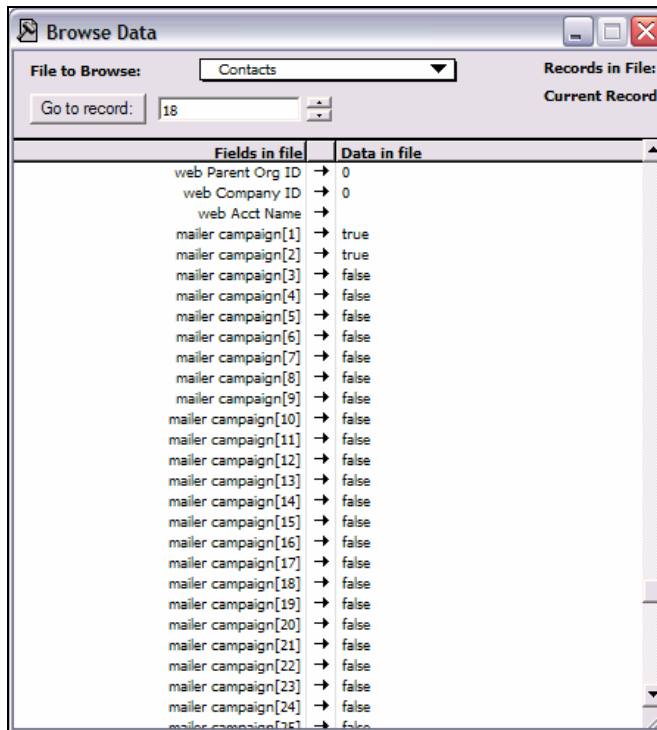 Browse Data
File to Browse: Contacts Records in File:
Go to record: 18 Current Record
Fields in file Data in file
web Parent Org ID → 0
web Company ID → 0
web Acct Name →
mailer campaign[1] → true
mailer campaign[2] → true
mailer campaign[3] → false
mailer campaign[4] → false
mailer campaign[5] → false
mailer campaign[6] → false
mailer campaign[7] → false
mailer campaign[8] → false
mailer campaign[9] → false
mailer campaign[10] → false
mailer campaign[11] → false
mailer campaign[12] → false
mailer campaign[13] → false
mailer campaign[14] → false
mailer campaign[15] → false
mailer campaign[16] → false
mailer campaign[17] → false
mailer campaign[18] → false
mailer campaign[19] → false
mailer campaign[20] → false
mailer campaign[21] → false
mailer campaign[22] → false
mailer campaign[23] → false
mailer campaign[24] → false
mailer campaign[25] → false